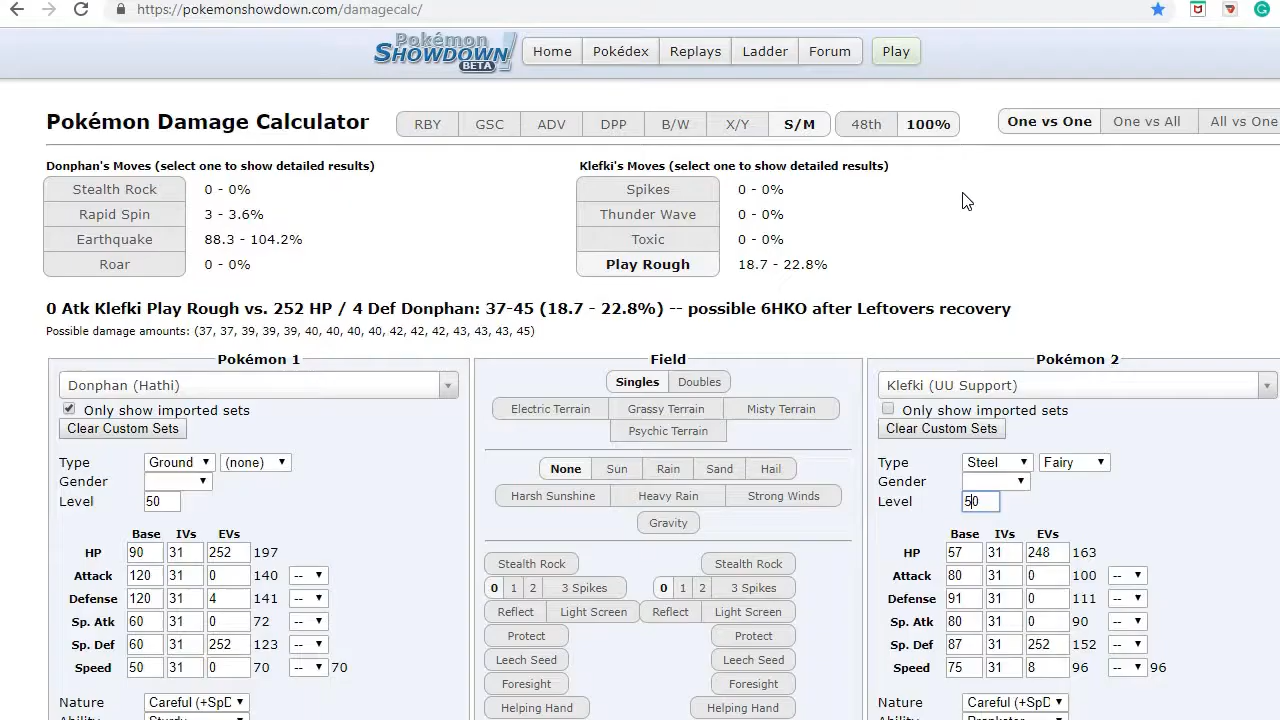 https://pokemonshowdown.com/damagecalc/
Pokémon SHOWDOWN! BETA
Home Pokédex Replays Ladder Forum Play
Pokémon Damage Calculator RBY GSC ADV DPP B/W X/Y S/M 48th 100% One vs One One vs All All vs One
Donphan's Moves (select one to show detailed results) Klefki's Moves (select one to show detailed results)
Stealth Rock 0 - 0% Spikes 0 - 0%
Rapid Spin 3 - 3.6% Thunder Wave 0 - 0%
Earthquake 88.3 - 104.2% Toxic 0 - 0%
Roar 0 - 0% Play Rough 18.7 - 22.8%
0 Atk Klefki Play Rough vs. 252 HP / 4 Def Donphan: 37-45 (18.7 - 22.8%) -- possible 6HKO after Leftovers recovery
Possible damage amounts: (37, 37, 39, 39, 39, 40, 40, 40, 40, 42, 42, 42, 43, 43, 43, 45)
Pokémon 1
Donphan (Hathi)
Only show imported sets
Clear Custom Sets
Type Ground (none)
Gender
Level 50
Base IVs EVs
HP 90 31 252 197
Attack 120 31 0 140 --
Defense 120 31 4 141 --
Sp. Atk 60 31 0 72 --
Sp. Def 60 31 252 123 --
Speed 50 31 0 70 -- 70
Nature Careful (+SpD
Field
Singles Doubles
Electric Terrain Grassy Terrain Misty Terrain
Psychic Terrain
None Sun Rain Sand Hail
Harsh Sunshine Heavy Rain Strong Winds
Gravity
Stealth Rock Stealth Rock
0 1 2 3 Spikes 0 1 2 3 Spikes
Reflect Light Screen Reflect Light Screen
Protect Protect
Leech Seed Leech Seed
Foresight Foresight
Helping Hand Helping Hand
Pokémon 2
Klefki (UU Support)
Only show imported sets
Clear Custom Sets
Type Steel Fairy
Gender
Level 50
Base IVs EVs
HP 57 31 248 163
Attack 80 31 0 100 --
Defense 91 31 0 111 --
Sp. Atk 80 31 0 90 --
Sp. Def 87 31 252 152 --
Speed 75 31 8 96 -- 96
Nature Careful (+SpD